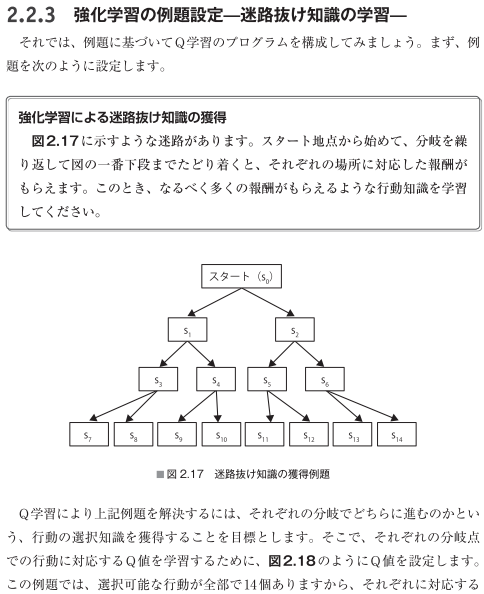 2.2.3 強化学習の例題設定―迷路抜け知識の学習―
それでは、例題に基づいてQ学習のプログラムを構成してみましょう。まず、例
題を次のように設定します。
強化学習による迷路抜け知識の獲得
図2.17に示すような迷路があります。スタート地点から始めて、分岐を繰
り返して図の一番下段までたどり着くと、それぞれの場所に対応した報酬が
もらえます。このとき、なるべく多くの報酬がもらえるような行動知識を学習
してください。
スタート（s0）
s1 s2
s3 s4 s5 s6
s7 s8 s9 s10 s11 s12 s13 s14
■図 2.17 迷路抜け知識の獲得例題
Q学習により上記例題を解決するには、それぞれの分岐でどちらに進むのかとい
う、行動の選択知識を獲得することを目標とします。そこで、それぞれの分岐点
での行動に対応するQ値を学習するために、図2.18のようにQ値を設定します。
この例題では、選択可能な行動が全部で14個ありますから、それぞれに対応する